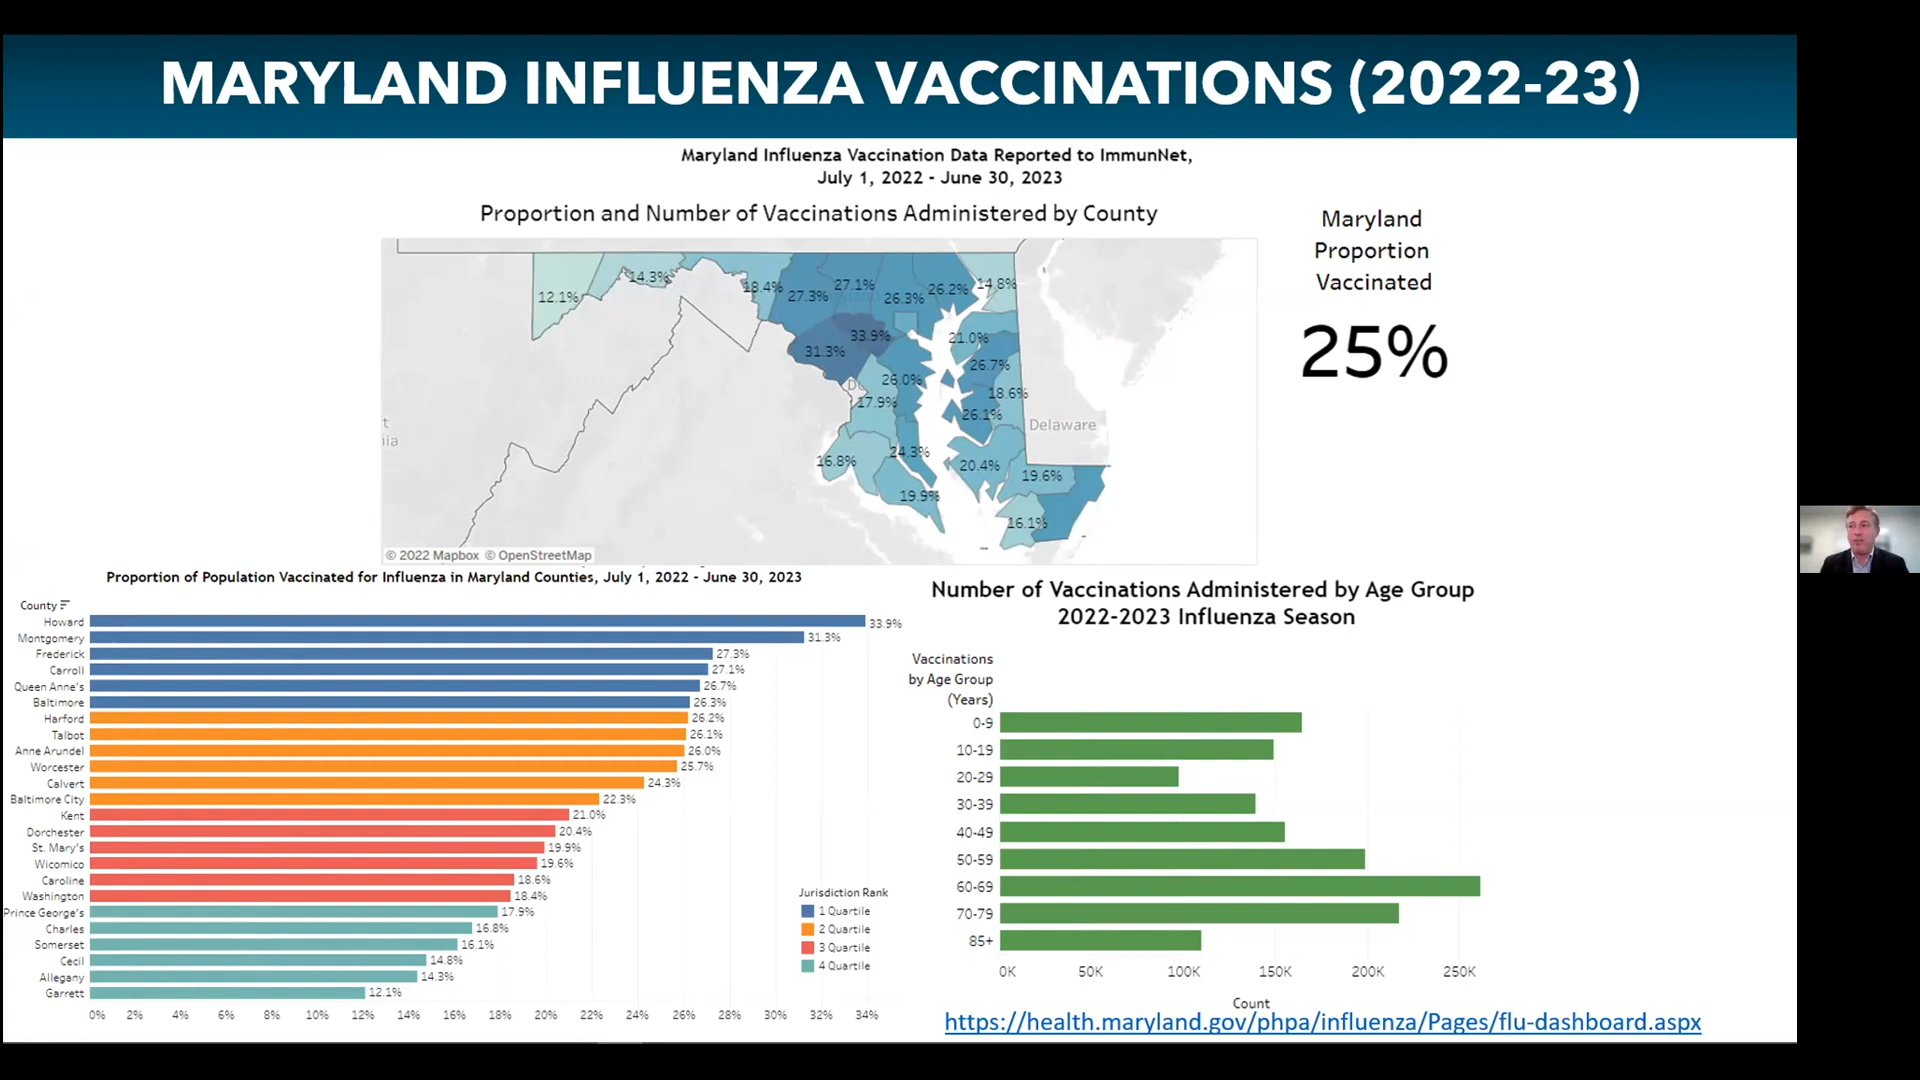 MARYLAND INFLUENZA VACCINATIONS (2022-23)
Maryland Influenza Vaccination Data Reported to ImmunNet,
July 1, 2022 - June 30, 2023
Proportion and Number of Vaccinations Administered by County
Maryland
Proportion
Vaccinated
25%
12.1%
14.3%
18.4%
27.3%
27.1%
26.3%
26.2%
14.8%
33.9%
31.3%
21.0%
26.7%
26.0%
18.6%
17.9%
26.1%
Delaware
24.3%
16.8%
20.4%
19.6%
19.9%
16.1%
t
ia
© 2022 Mapbox © OpenStreetMap
Proportion of Population Vaccinated for Influenza in Maryland Counties, July 1, 2022 - June 30, 2023
County
Howard 33.9%
Montgomery 31.3%
Frederick 27.3%
Carroll 27.1%
Queen Anne's 26.7%
Baltimore 26.3%
Harford 26.2%
Talbot 26.1%
Anne Arundel 26.0%
Worcester 25.7%
Calvert 24.3%
Baltimore City 22.3%
Kent 21.0%
Dorchester 20.4%
St. Mary's 19.9%
Wicomico 19.6%
Caroline 18.6%
Washington 18.4%
Prince George's 17.9%
Charles 16.8%
Somerset 16.1%
Cecil 14.8%
Allegany 14.3%
Garrett 12.1%
0% 2% 4% 6% 8% 10% 12% 14% 16% 18% 20% 22% 24% 26% 28% 30% 32% 34%
Jurisdiction Rank
1 Quartile
2 Quartile
3 Quartile
4 Quartile
Number of Vaccinations Administered by Age Group
2022-2023 Influenza Season
Vaccinations
by Age Group
(Years)
0-9
10-19
20-29
30-39
40-49
50-59
60-69
70-79
85+
0K 50K 100K 150K 200K 250K
Count
https://health.maryland.gov/phpa/influenza/Pages/flu-dashboard.aspx